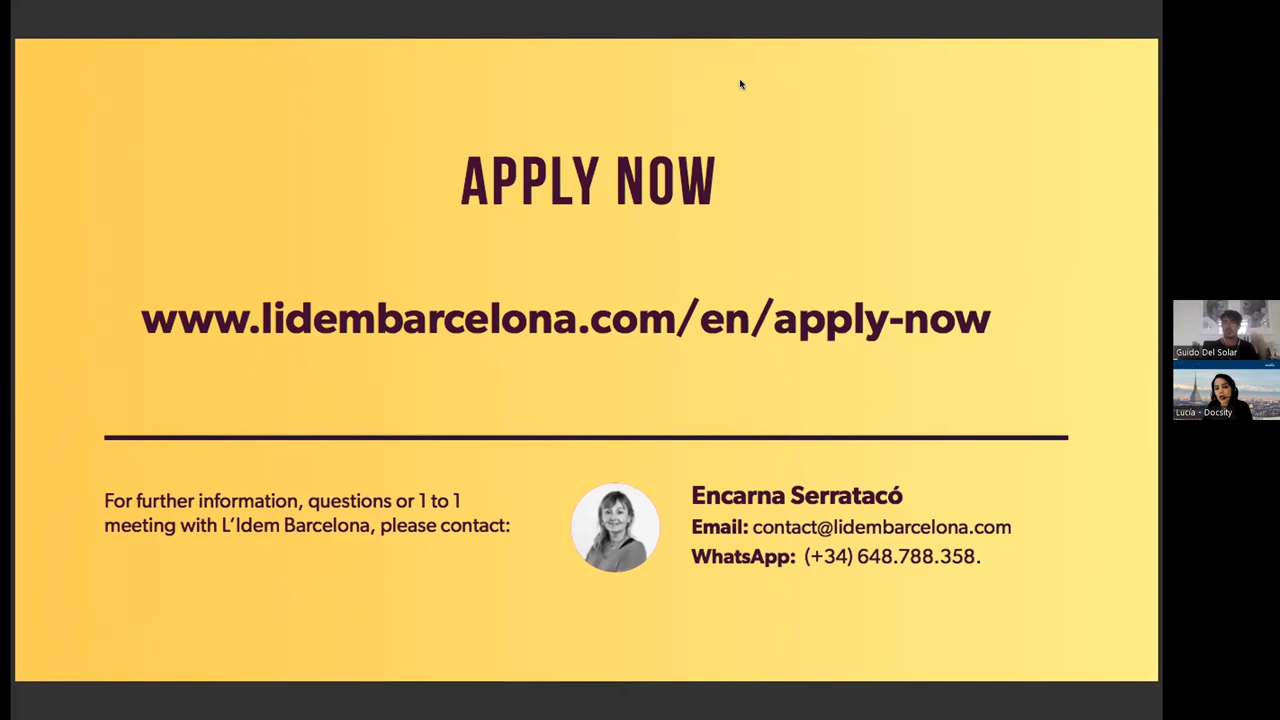 APPLY NOW
www.lidembarcelona.com/en/apply-now
For further information, questions or 1 to 1
meeting with L’Idem Barcelona, please contact:
Encarna Serratacó
Email: contact@lidembarcelona.com
WhatsApp: (+34) 648.788.358.
Guido Del Solar
Lucía - Docsity